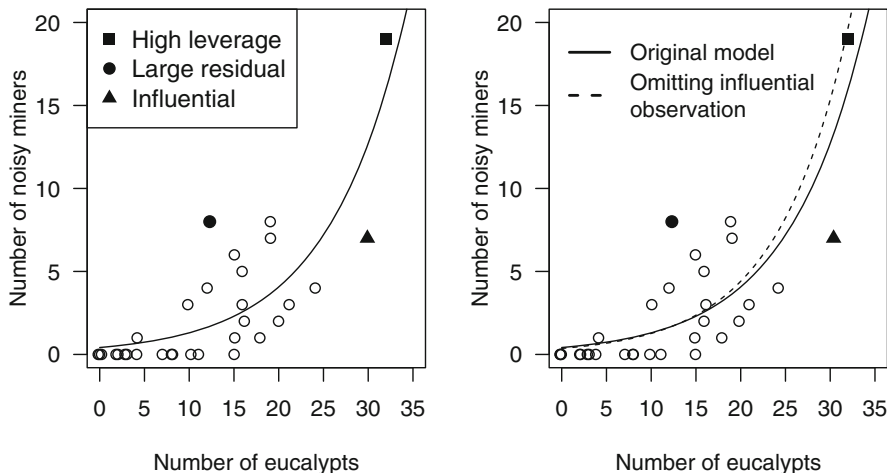 Number of noisy miners
20
15
10
5
0
High leverage
Large residual
Influential
0 5 10 15 20 25 30 35
Number of eucalypts
Number of noisy miners
20
15
10
5
0
Original model
Omitting influential
observation
0 5 10 15 20 25 30 35
Number of eucalypts